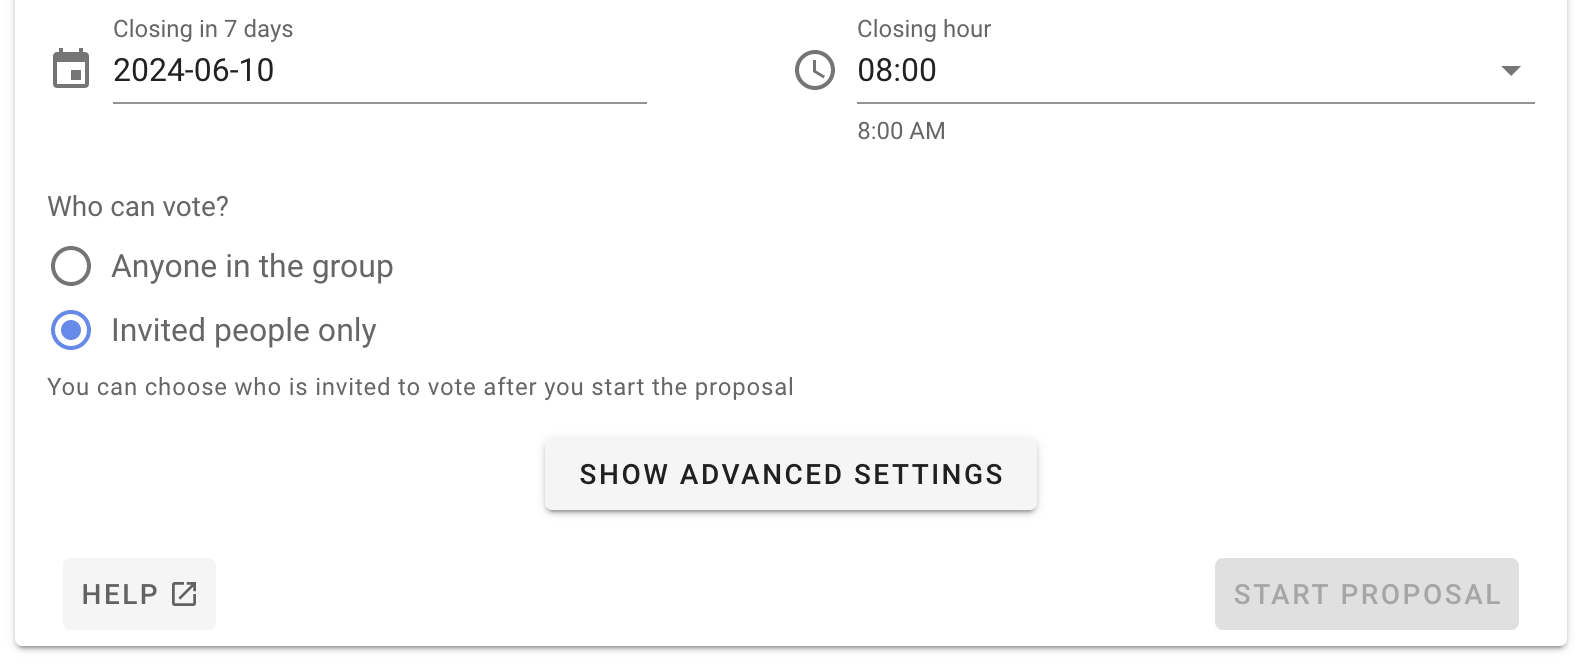 Closing in 7 days
2024-06-10
Closing hour
08:00
8:00 AM
Who can vote?
Anyone in the group
Invited people only
You can choose who is invited to vote after you start the proposal
SHOW ADVANCED SETTINGS
HELP
START PROPOSAL